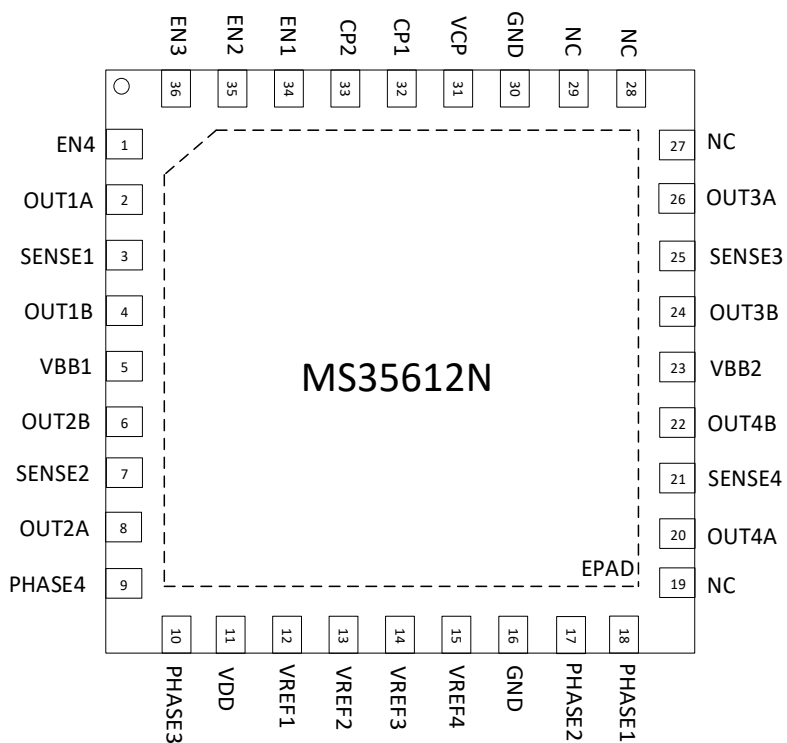 EN3 EN2 EN1 CP2 CP1 VCP GND NC NC
36 35 34 33 32 31 30 29 28
EN4 1
OUT1A 2
SENSE1 3
OUT1B 4
VBB1 5
OUT2B 6
SENSE2 7
OUT2A 8
PHASE4 9
MS35612N
EPAD
27 NC
26 OUT3A
25 SENSE3
24 OUT3B
23 VBB2
22 OUT4B
21 SENSE4
20 OUT4A
19 NC
10 11 12 13 14 15 16 17 18
PHASE3 VDD VREF1 VREF2 VREF3 VREF4 GND PHASE2 PHASE1